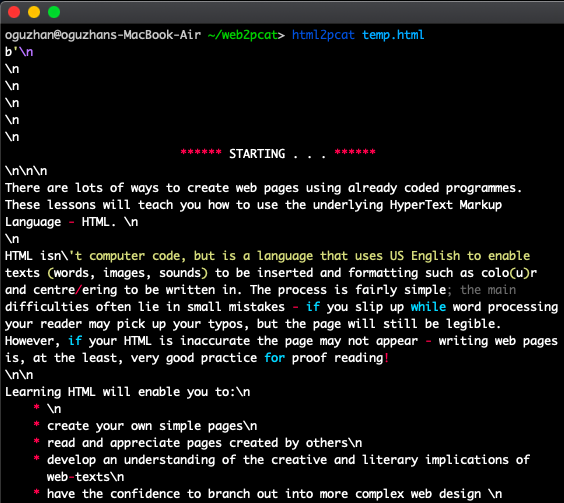 oguzhan@oguzhans-MacBook-Air ~/web2pcat> html2pcat temp.html
b'\n
\n
\n
\n
\n
\n
****** STARTING . . . ******
\n\n\n
There are lots of ways to create web pages using already coded programmes.
These lessons will teach you how to use the underlying HyperText Markup
Language - HTML. \n
\n
HTML isn\'t computer code, but is a language that uses US English to enable
texts (words, images, sounds) to be inserted and formatting such as colo(u)r
and centre/ering to be written in. The process is fairly simple; the main
difficulties often lie in small mistakes - if you slip up while word processing
your reader may pick up your typos, but the page will still be legible.
However, if your HTML is inaccurate the page may not appear - writing web pages
is, at the least, very good practice for proof reading!
\n\n
Learning HTML will enable you to:\n
* \n
* create your own simple pages\n
* read and appreciate pages created by others\n
* develop an understanding of the creative and literary implications of
web-texts\n
* have the confidence to branch out into more complex web design \n